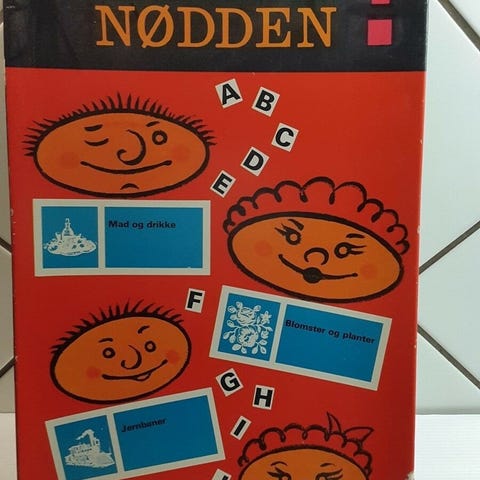 NØDDEN
A
B
C
D
E
Mad og drikke
F
Blomster og planter
G
H
Jernbaner
I